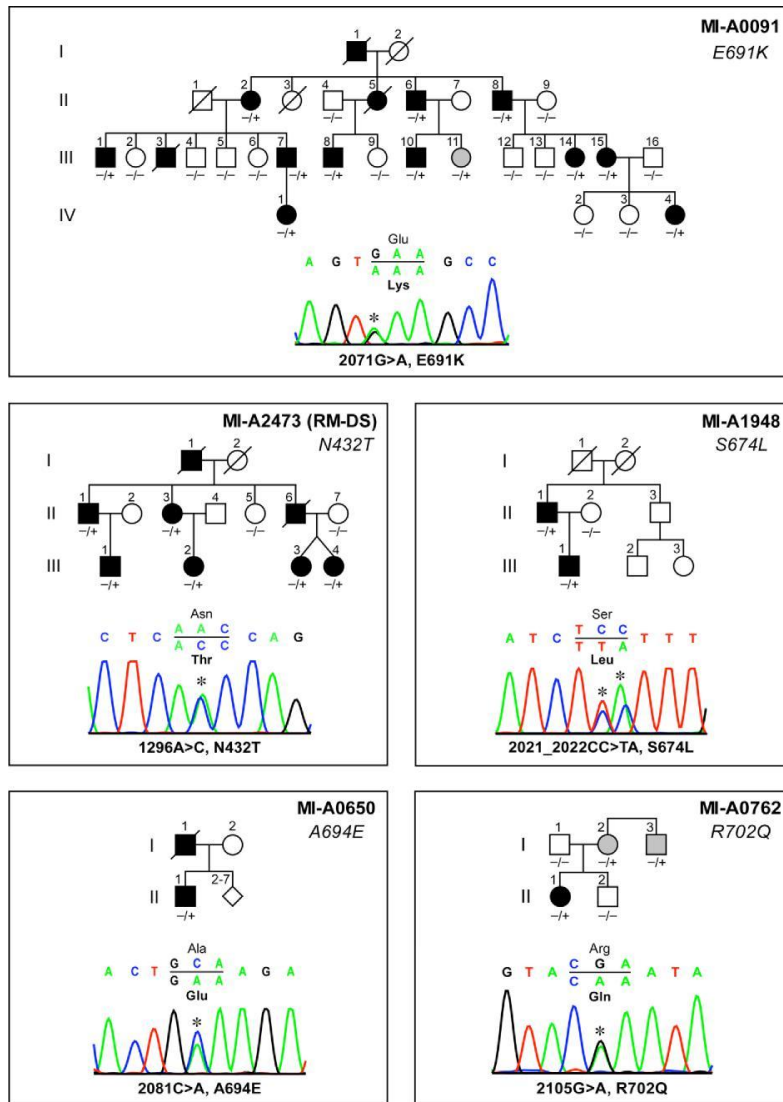 MI-A0091
E691K
I
1 2
II
1 2 3 4 5 6 7 8 9
−/+ −/− −/+ −/+ −/−
III
1 2 3 4 5 6 7 8 9 10 11 12 13 14 15 16
−/+ −/− −/− −/− −/− −/+ −/+ −/− −/+ −/+ −/− −/− −/+ −/+ −/−
IV
1 2 3 4
−/+ −/− −/− −/+
Glu
A G T G A A G C C
A A A
Lys
*
2071G>A, E691K
MI-A2473 (RM-DS)
N432T
I
1 2
II
1 2 3 4 5 6 7
−/+ −/+ −/− −/−
III
1 2 3 4
−/+ −/+ −/+ −/+
Asn
C T C A A C C A G
A C C
Thr
*
1296A>C, N432T
MI-A1948
S674L
I
1 2
II
1 2 3
−/+ −/−
III
1 2 3
−/+
Ser
A T C T C C T T T
T T A
Leu
* *
2021_2022CC>TA, S674L
MI-A0650
A694E
I
1 2
II
1 2-7
−/+
Ala
A C T G C A A G A
G A A
Glu
*
2081C>A, A694E
MI-A0762
R702Q
I
1 2 3
−/− −/+ −/+
II
1 2
−/+ −/−
Arg
G T A C G A A T A
C A A
Gln
*
2105G>A, R702Q